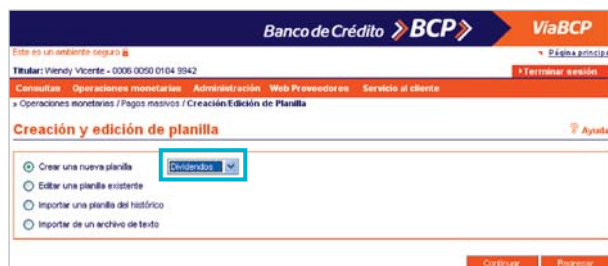 Banco de Crédito >BCP> VíaBCP
Este es un ambiente seguro Página principa
Titular: Wendy Vicente - 0006 0050 0104 9942 Terminar sesión
Consultas Operaciones monetarias Administración Web Proveedores Servicio al cliente
» Operaciones monetarias / Pagos masivos / Creación/Edición de Planilla
Creación y edición de planilla Ayuda
Crear una nueva planilla Dividendos
Editar una planilla existente
Importar una planilla del histórico
Importar de un archivo de texto
Continuar Regresar